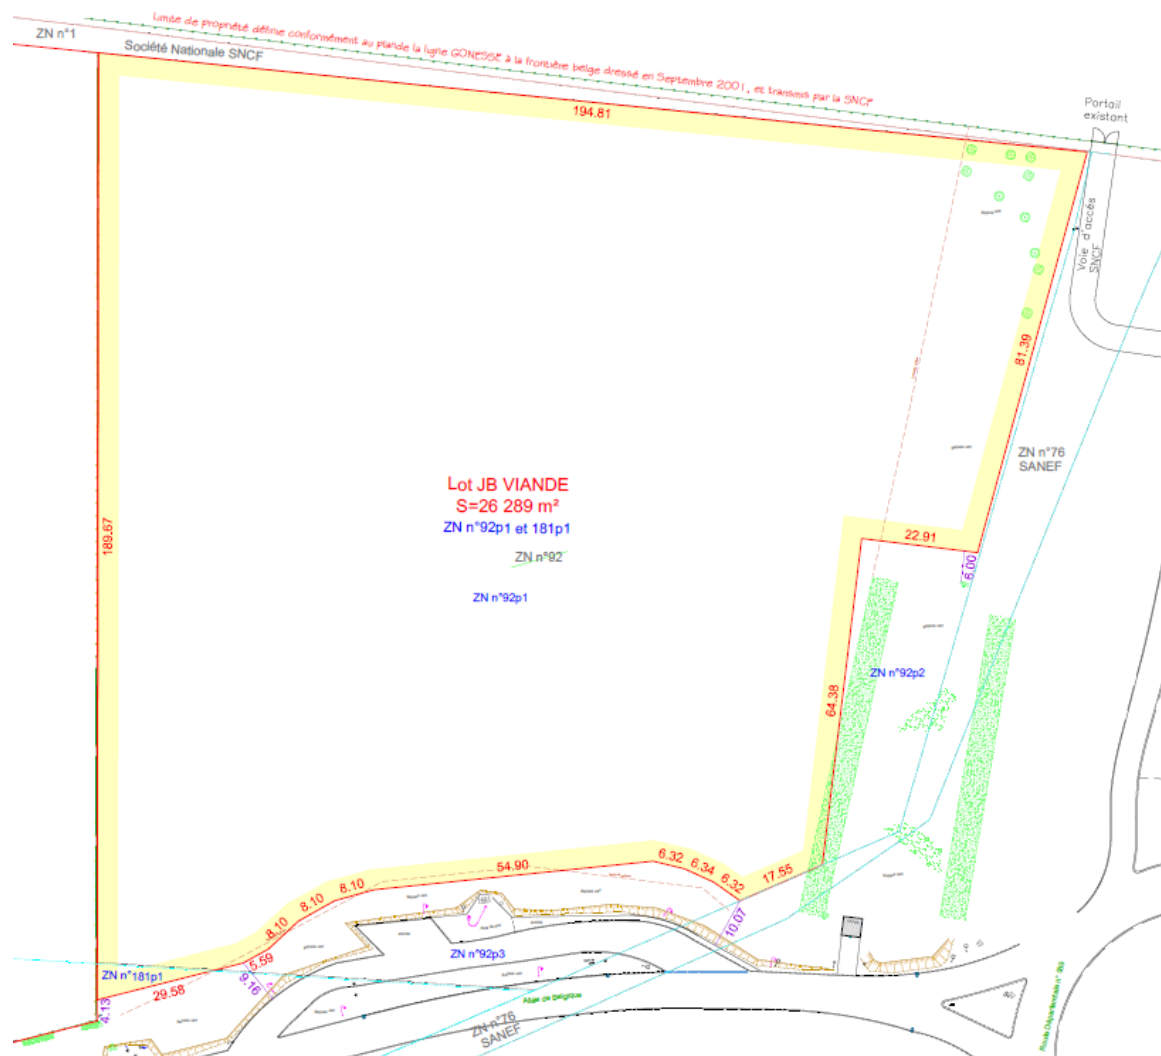 Limite de propriété définie conformément au plande la ligne GONESSE à la frontière belge dressé en Septembre 2001, et transmis par la SNCF
ZN n°1
Société Nationale SNCF
194.81
Portail
existant
Voie d'accès
SNCF
81.39
ZN n°76
SANEF
Lot JB VIANDE
S=26 289 m²
ZN n°92p1 et 181p1
ZN n°92
ZN n°92p1
189.67
22.91
6.00
ZN n°92p2
64.38
54.90
6.32
6.34
6.32
17.55
8.10
8.10
8.10
10.07
5.59
9.16
ZN n°92p3
ZN n°181p1
29.58
4.13
Allée de Belgique
ZN n°76
SANEF